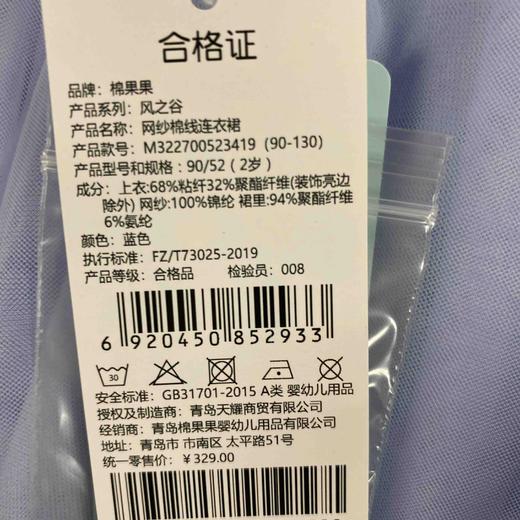 合格证
品牌：棉果果
产品系列：风之谷
产品名称：网纱棉线连衣裙
产品款号：M322700523419（90-130）
产品型号和规格：90/52（2岁）
成分：上衣:68%粘纤32%聚酯纤维(装饰亮边
除外) 网纱:100%锦纶 裙里:94%聚酯纤维
6%氨纶
颜色：蓝色
执行标准：FZ/T73025-2019
产品等级：合格品 检验员：008
6 920450 852933
30
安全标准：GB31701-2015 A类 婴幼儿用品
授权及制造商：青岛天耀商贸有限公司
经销商：青岛棉果果婴幼儿用品有限公司
地址：青岛市 市南区 太平路51号
统一零售价：￥329.00